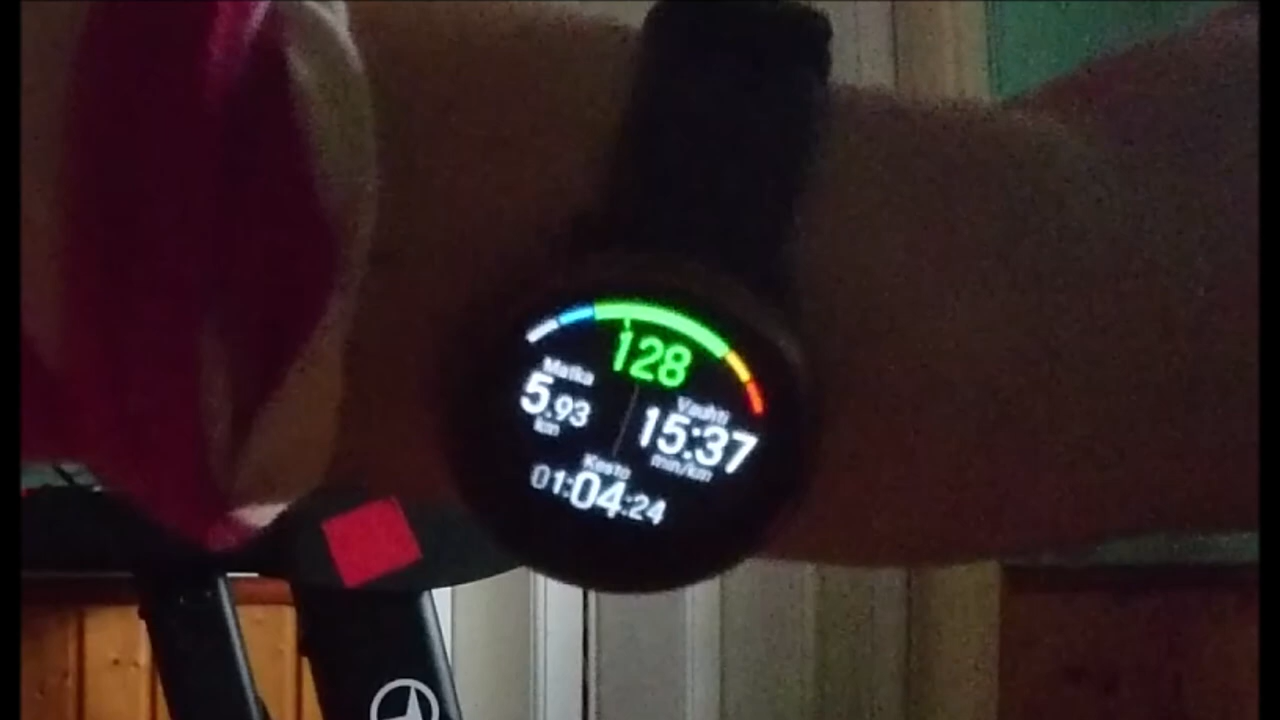 128
Matka
Vauhti
5.93
15:37
km
min/km
Kesto
01:04:24